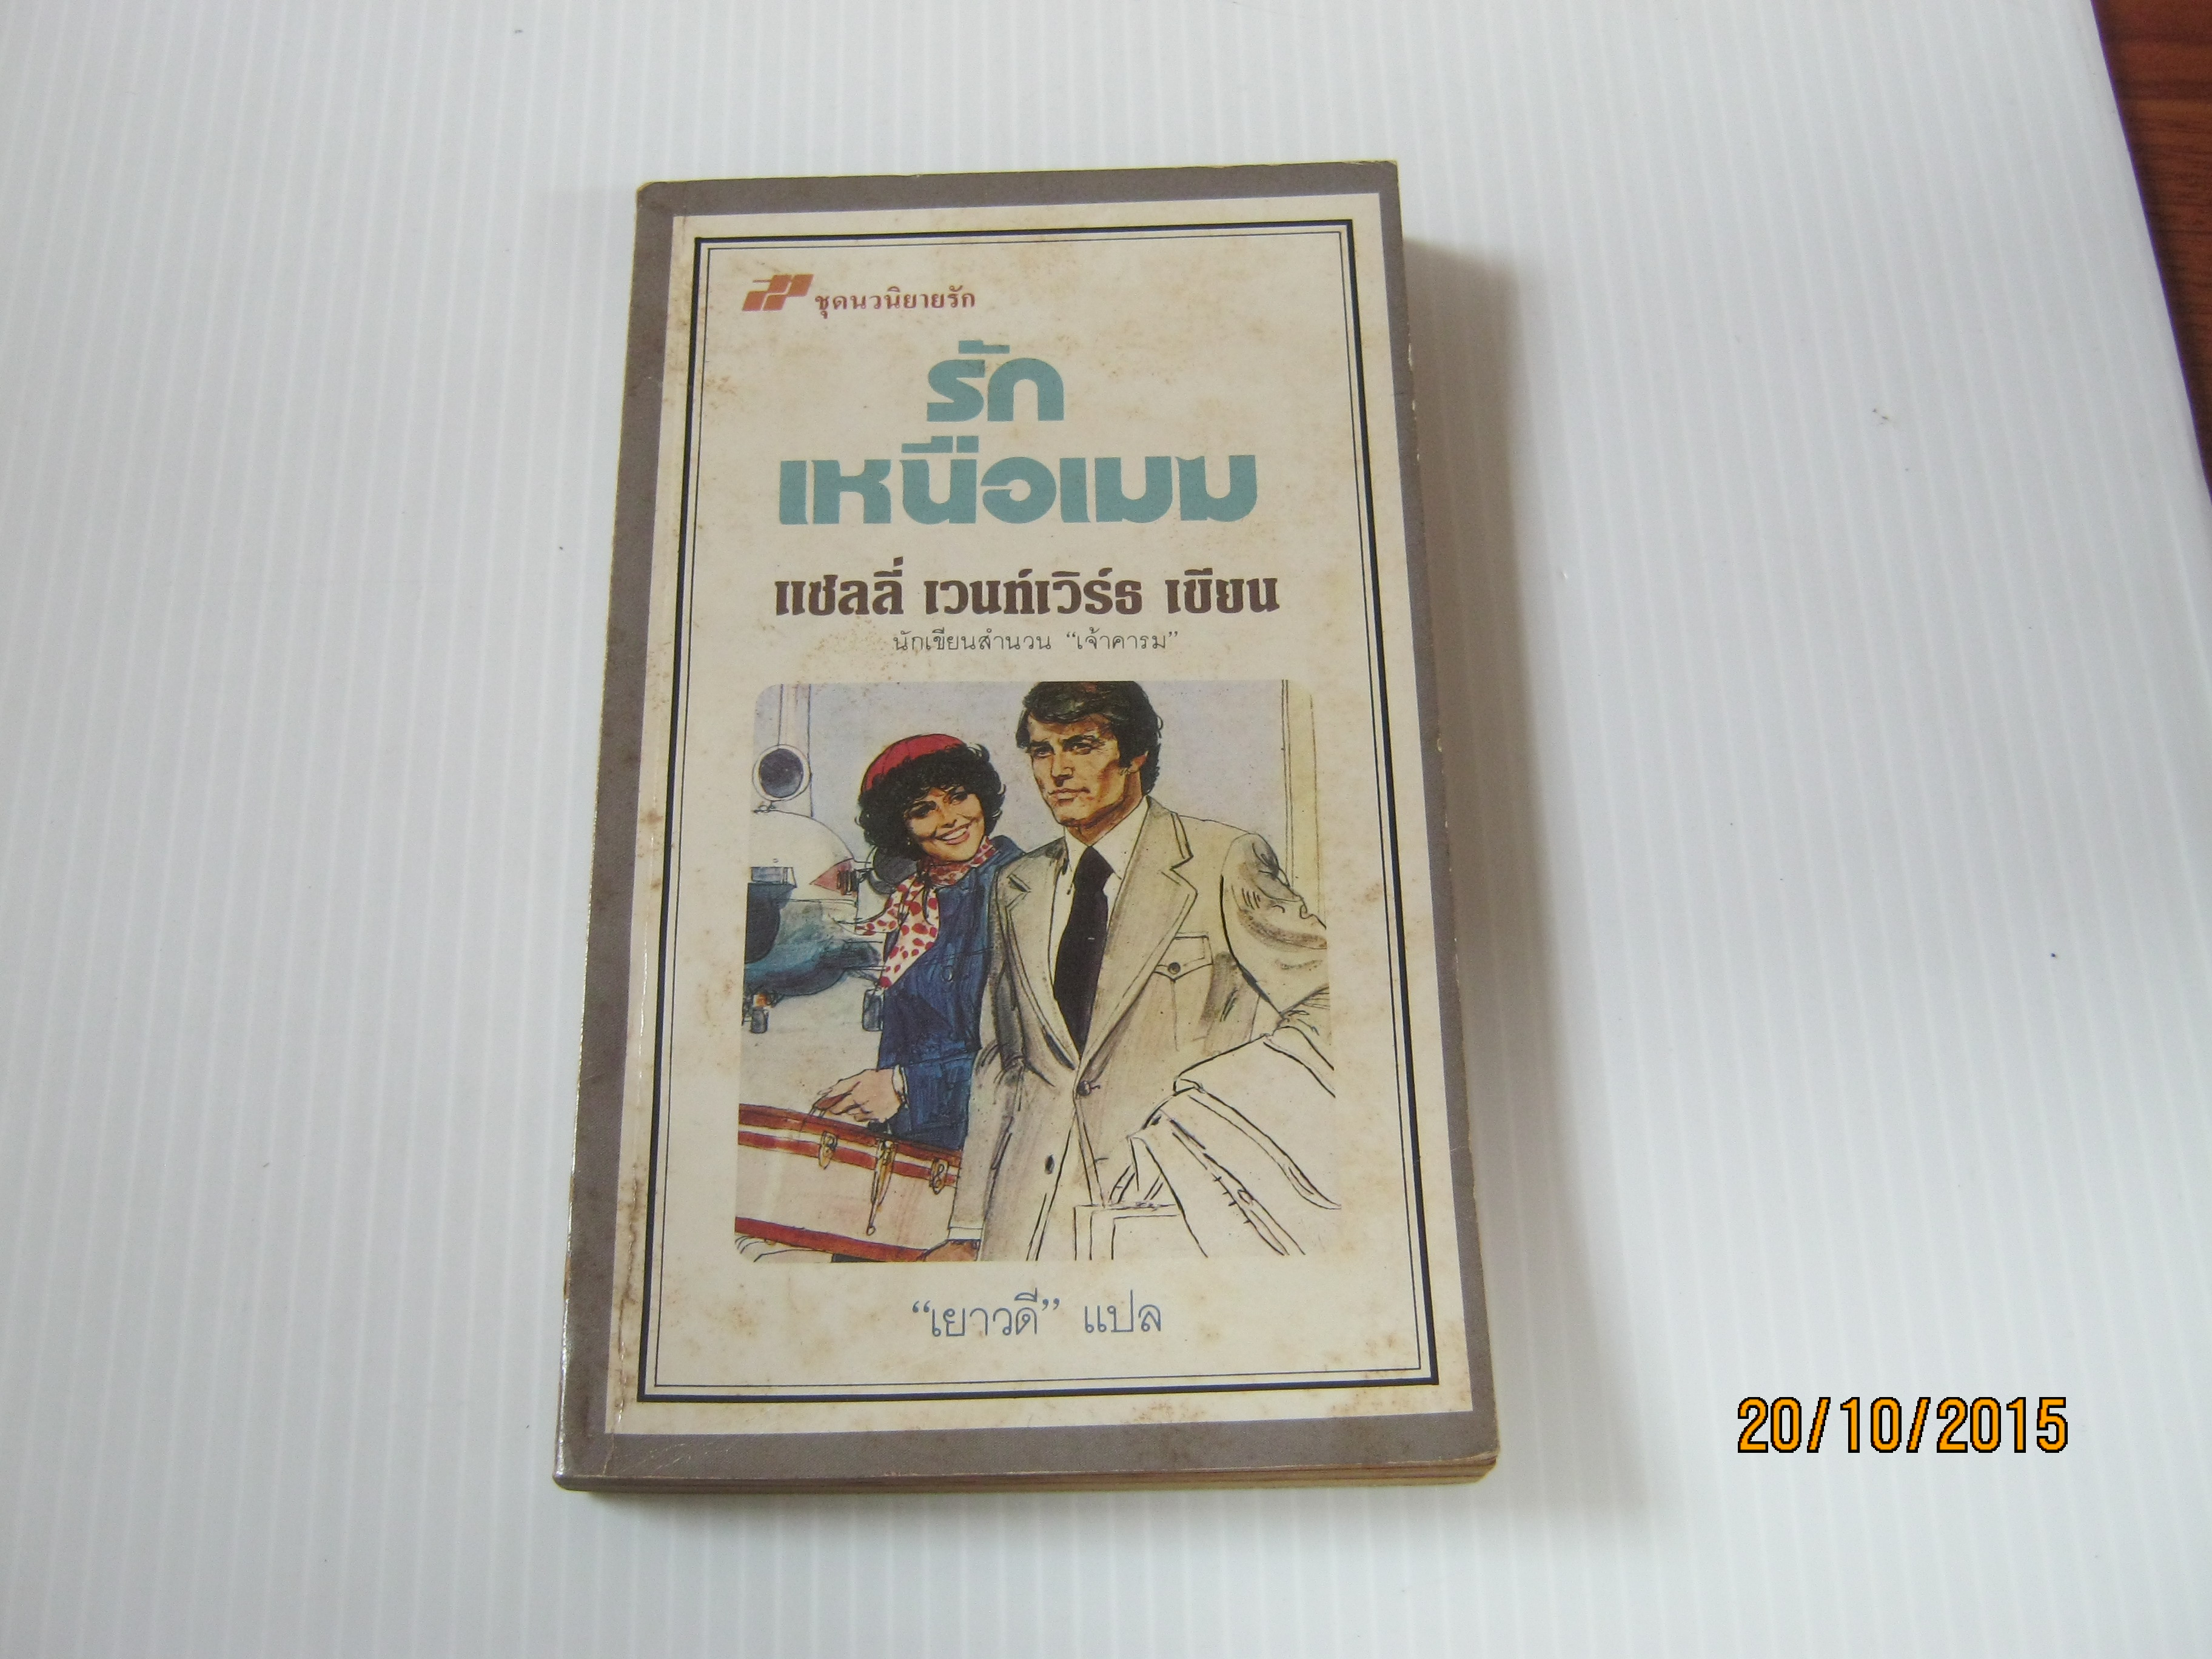 ชุดนวนิยายรัก
รัก
เหนือเมฆ
แซลลี่ เวนท์เวิร์ธ เขียน
นักเขียนสำนวน “เจ้าคารม”
“เยาวดี” แปล
20/10/2015